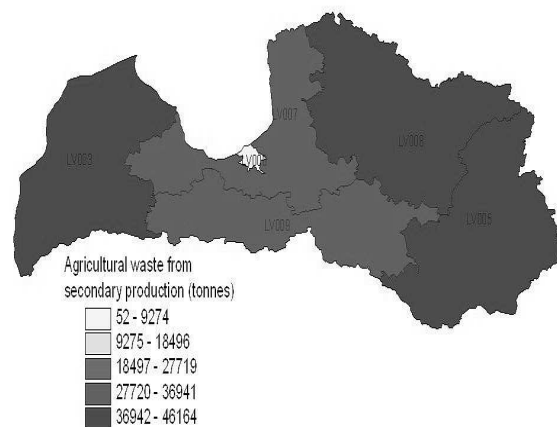 LV007
LV008
LV003
LV00
LV005
LV009
Agricultural waste from
secondary production (tonnes)
52 - 9274
9275 - 18496
18497 - 27719
27720 - 36941
36942 - 46164